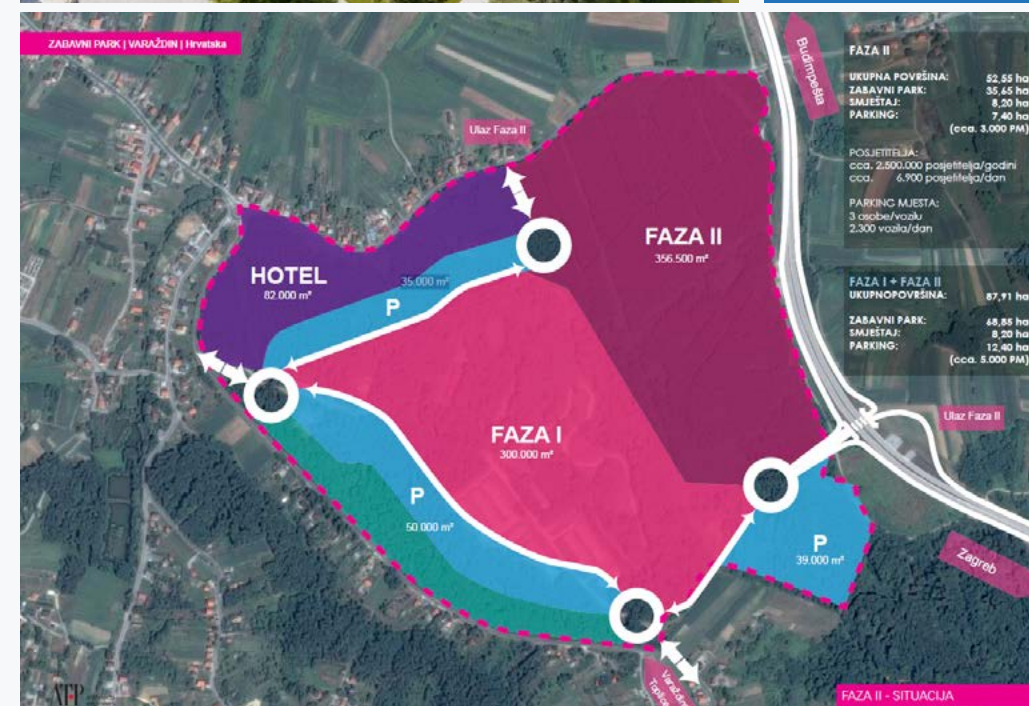 ZABAVNI PARK | VARAŽDIN | Hrvatska
Budimpešta
FAZA II
UKUPNA POVRŠINA: 52,55 ha
ZABAVNI PARK: 35,65 ha
SMJEŠTAJ: 8,20 ha
PARKING: 7,40 ha
(cca. 3.000 PM)
POSJETITELJA:
cca. 2.500.000 posjetitelja/godini
cca. 6.900 posjetitelja/dan
PARKING MJESTA:
3 osobe/vozilu
2.300 vozila/dan
FAZA I + FAZA II
UKUPNOPOVRŠINA: 87,91 ha
ZABAVNI PARK: 68,85 ha
SMJEŠTAJ: 8,20 ha
PARKING: 12,40 ha
(cca. 5.000 PM)
Ulaz Faza II
FAZA II
356.500 m²
HOTEL
82.000 m²
35.000 m²
P
FAZA I
300.000 m²
Ulaz Faza II
P
50.000 m²
P
39.000 m²
Zagreb
Toplice
ATP
FAZA II - SITUACIJA